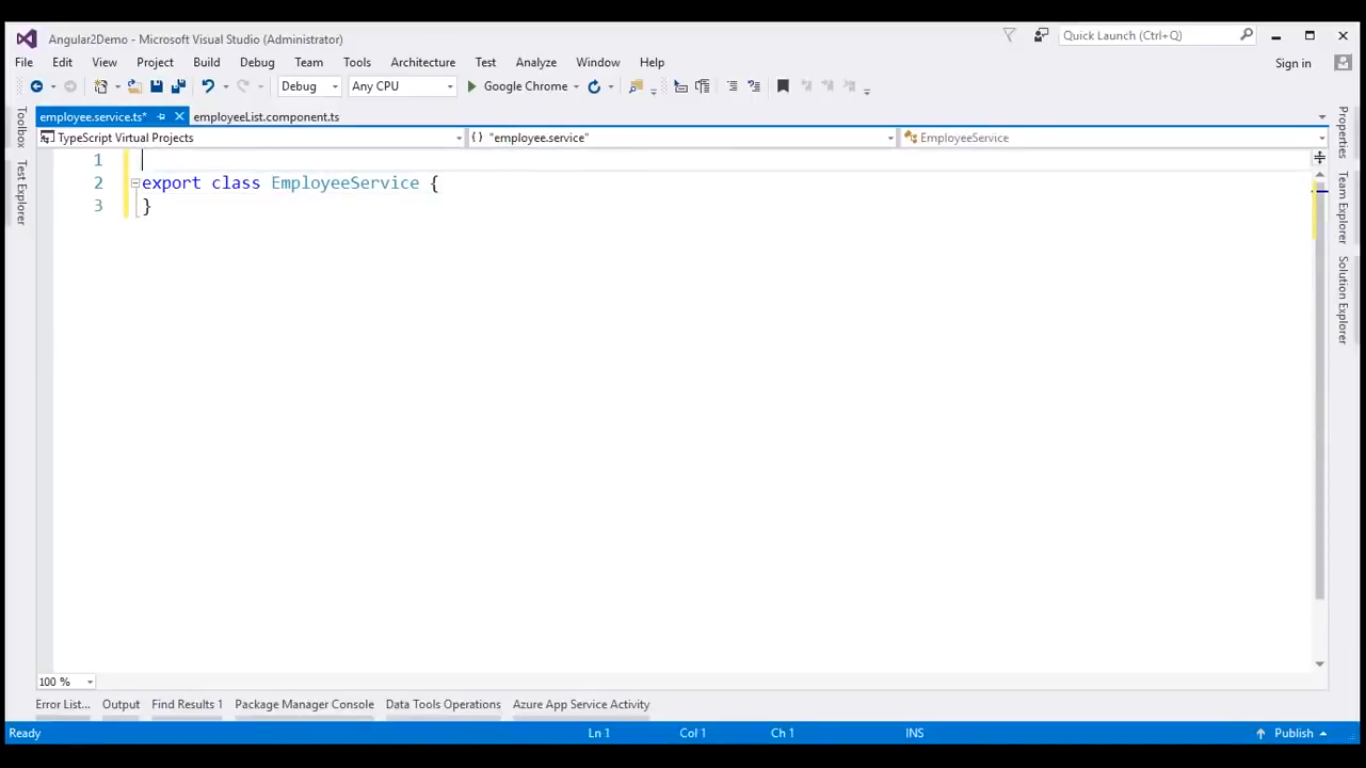 Angular2Demo - Microsoft Visual Studio (Administrator)
Quick Launch (Ctrl+Q)
File Edit View Project Build Debug Team Tools Architecture Test Analyze Window Help
Sign in
Debug Any CPU Google Chrome
employee.service.ts* employeeList.component.ts
TypeScript Virtual Projects {} "employee.service" EmployeeService
1
2 export class EmployeeService {
3 }
Toolbox
Test Explorer
Properties
Team Explorer
Solution Explorer
100 %
Error List... Output Find Results 1 Package Manager Console Data Tools Operations Azure App Service Activity
Ready Ln 1 Col 1 Ch 1 INS Publish